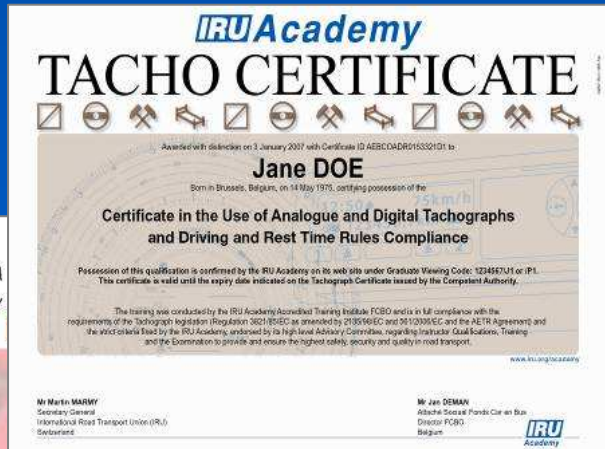 IRU Academy
TACHO CERTIFICATE
Awarded with distinction on 3 January 2007 with Certificate ID to
Jane DOE
Born in Brussels, Belgium, on 14 May 1975, certifying possession of the
Certificate in the Use of Analogue and Digital Tachographs
and Driving and Rest Time Rules Compliance
Possession of this qualification is confirmed by the IRU Academy on its web site under Graduate Viewing Code:
This certificate is valid until the expiry date indicated on the Tachograph Certificate issued by the Competent Authority.
The training was conducted by the IRU Academy Accredited Training Institute FCBO and is in full compliance with the
requirements of the Tachograph legislation (Regulation 3821/85/EC as amended by and 561/2006/EC and the AETR Agreement) and
the strict criteria fixed by the IRU Academy, endorsed by its high level Advisory Committee, regarding Instructor Qualifications, Training
and the Examination to provide and ensure the highest safety, security and quality in road transport.
www.iru.org/academy
Mr Martin MARMY
Secretary General
International Road Transport Union (IRU)
Switzerland
Mr Jan DEMAN
Attaché Social Fonds Car en Bus
Director FCBO
Belgium
IRU
Academy